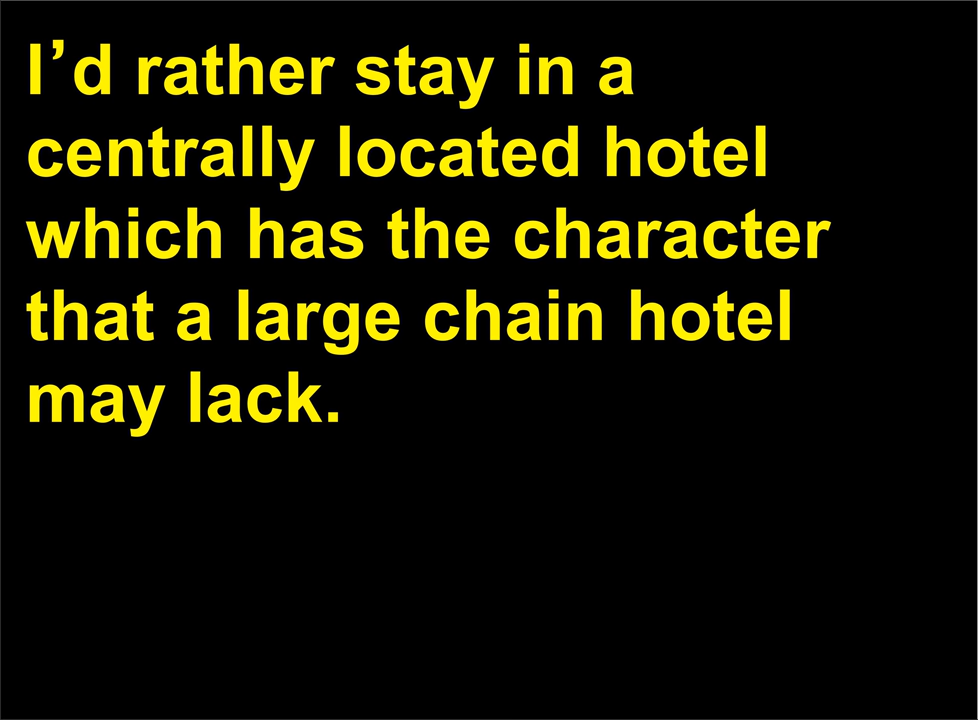 I’d rather stay in a
centrally located hotel
which has the character
that a large chain hotel
may lack.